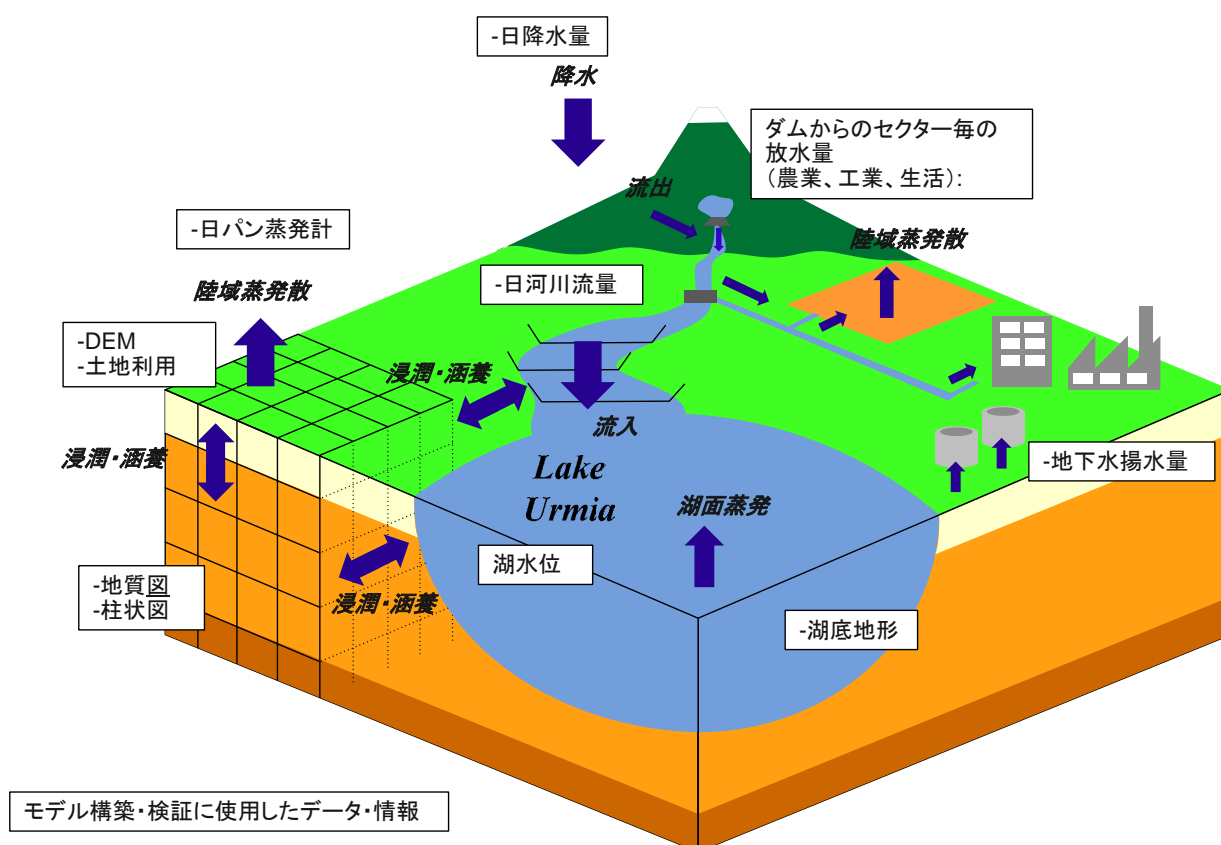 -日降水量
降水
ダムからのセクター毎の
放水量
(農業、工業、生活):
流出
-日パン蒸発計
陸域蒸発散
陸域蒸発散
-日河川流量
-DEM
-土地利用
浸潤・涵養
浸潤・涵養
流入
Lake
Urmia
-地下水揚水量
湖面蒸発
湖水位
-地質図
-柱状図
浸潤・涵養
-湖底地形
モデル構築・検証に使用したデータ・情報